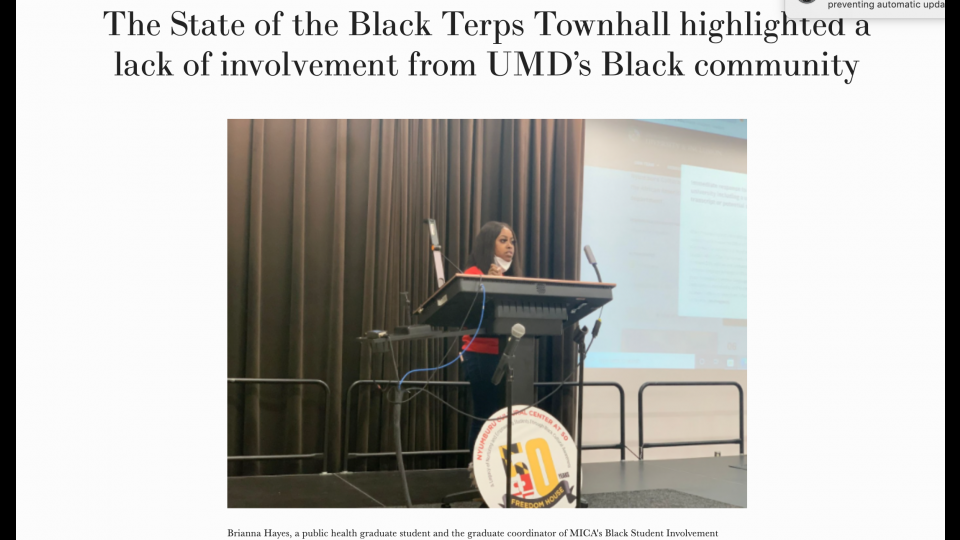 preventing automatic upda
The State of the Black Terps Townhall highlighted a
lack of involvement from UMD’s Black community
NYUMBURU CULTURAL CENTER AT 50
50
FREEDOM HOUSE
Brianna Hayes, a public health graduate student and the graduate coordinator of MICA's Black Student Involvement